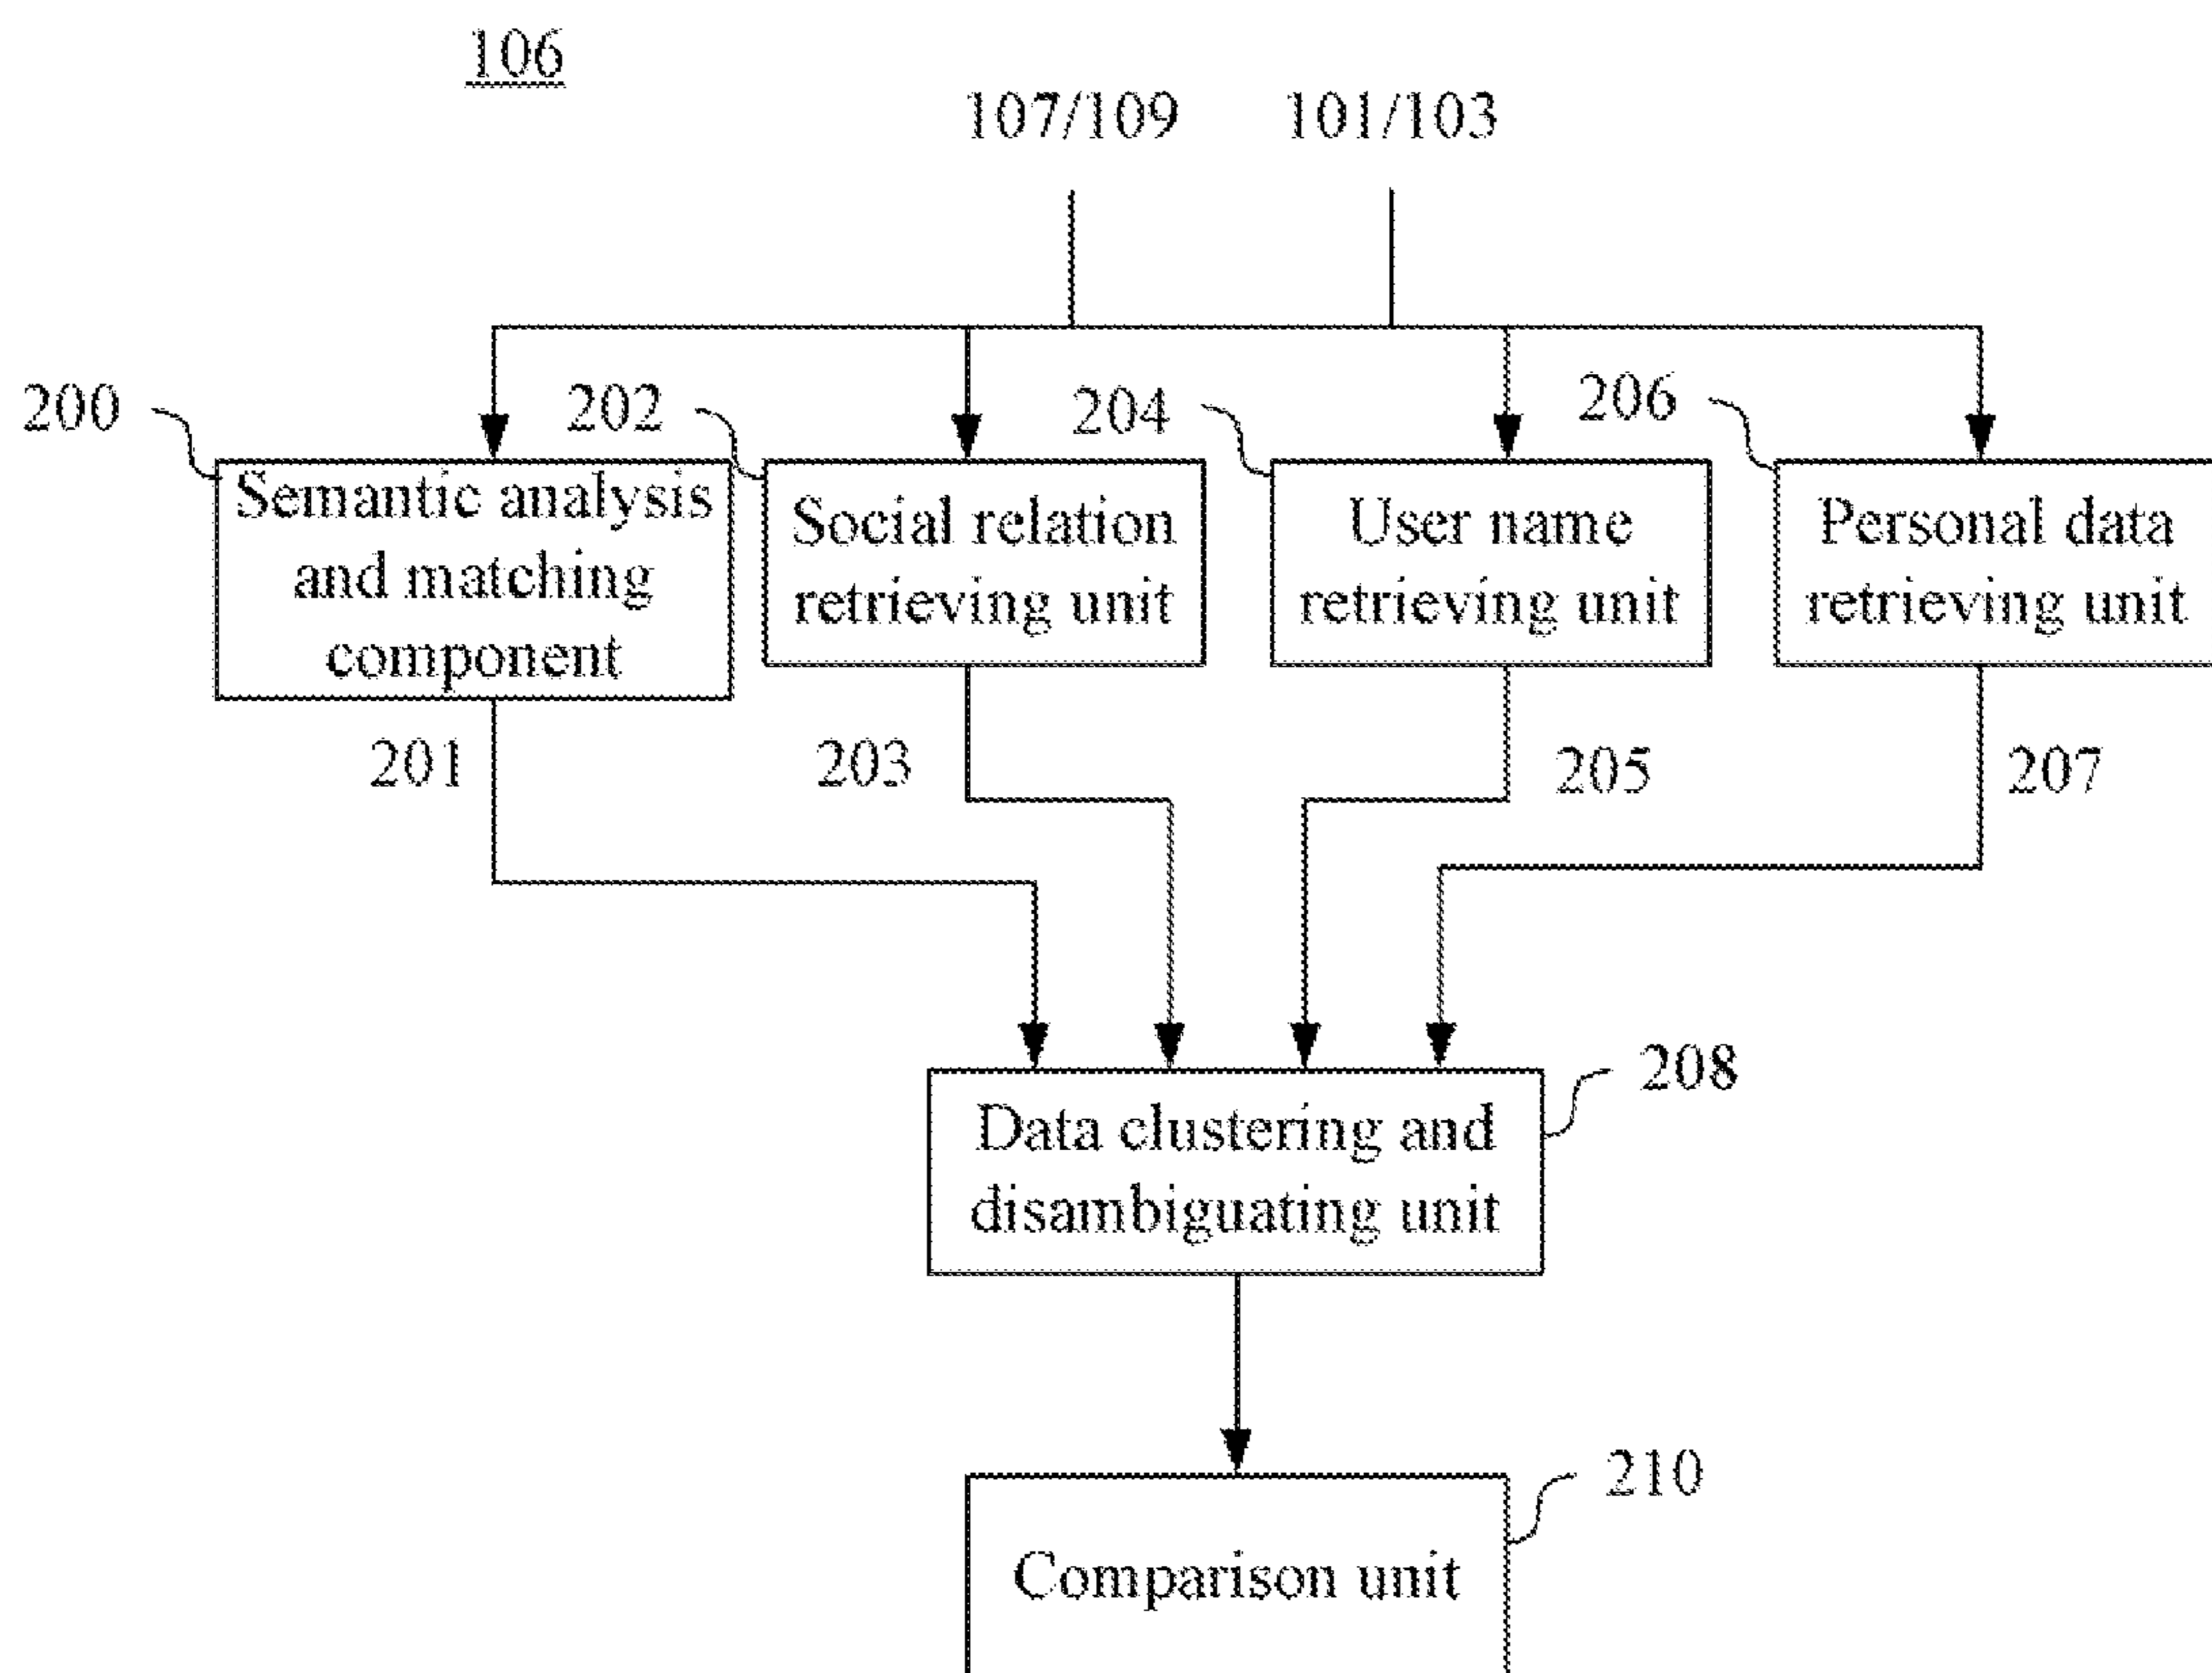 106
107/109
101/103
200
202
204
206
Semantic analysis
and matching
component
Social relation
retrieving unit
User name
retrieving unit
Personal data
retrieving unit
201
203
205
207
208
Data clustering and
disambiguating unit
210
Comparison unit